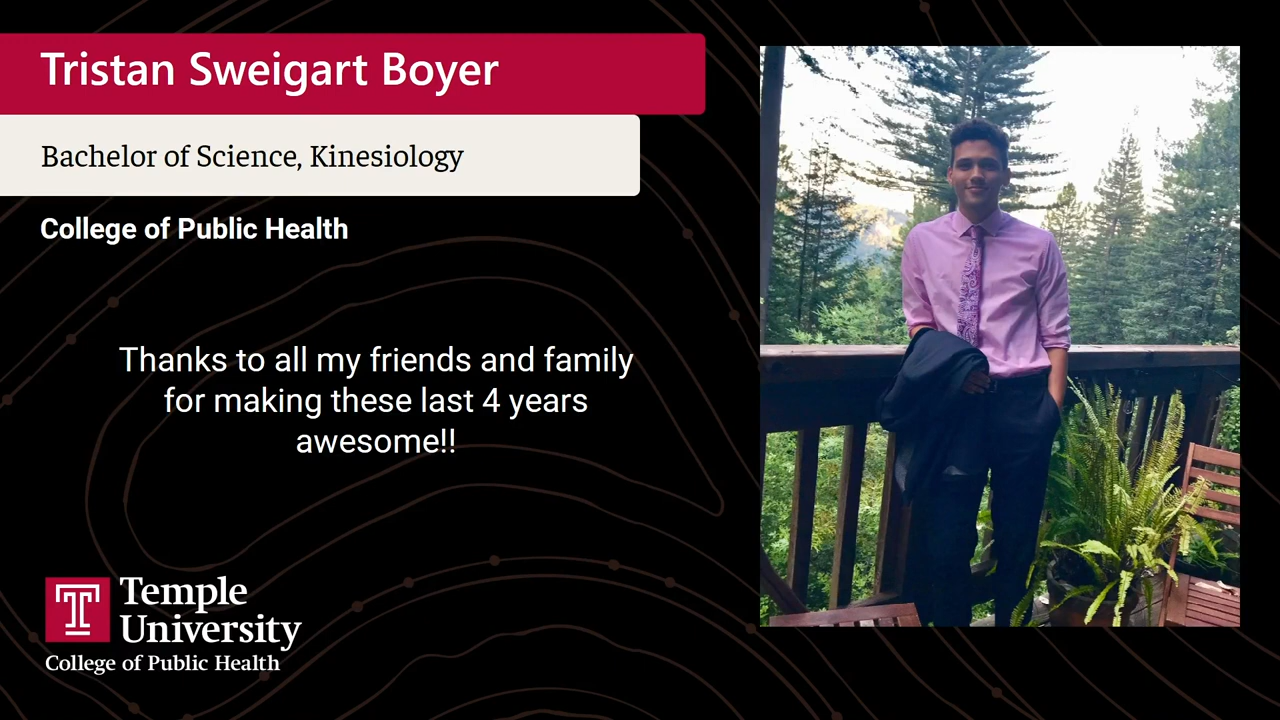 Tristan Sweigart Boyer
Bachelor of Science, Kinesiology
College of Public Health
Thanks to all my friends and family
for making these last 4 years
awesome!!
T
Temple
University
College of Public Health